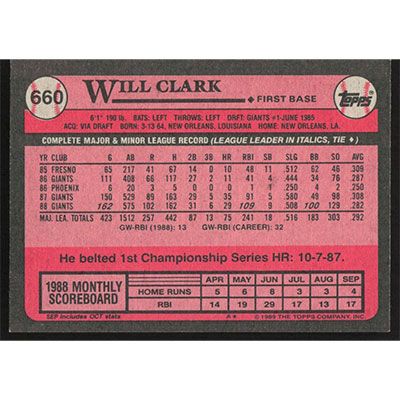 660
WILL CLARK
♦ FIRST BASE
Topps
6'1" 190 lb. BATS: LEFT THROWS: LEFT DRFT: GIANTS #1-JUNE 1985
ACQ: VIA DRAFT BORN: 3-13-64, NEW ORLEANS, LOUISIANA HOME: NEW ORLEANS, LA.
COMPLETE MAJOR & MINOR LEAGUE RECORD (LEAGUE LEADER IN ITALICS, TIE ♦)
YR CLUB G AB R H 2B 3B HR RBI SB SLG BB SO AVG
85 FRESNO 65 217 41 67 14 0 10 48 11 .512 62 46 .309
86 GIANTS 111 408 66 117 27 2 11 41 4 .444 34 76 .287
86 PHOENIX 6 20 3 5 0 0 0 1 1 .250 4 2 .250
87 GIANTS 150 529 89 163 29 5 35 91 5 .580 49 98 .308
88 GIANTS 162 575 102 162 31 6 29 109 9 .508 100 129 .282
MAJ. LEA. TOTALS 423 1512 257 442 87 13 75 241 18 .516 183 303 .292
GW-RBI (1988): 13 GW-RBI (CAREER): 32
He belted 1st Championship Series HR: 10-7-87.
1988 MONTHLY SCOREBOARD
APR MAY JUN JUL AUG SEP
HOME RUNS 5 6 9 3 2 4
RBI 14 19 29 17 13 17
SEP includes OCT stats
A★
© 1989 THE TOPPS COMPANY, INC.